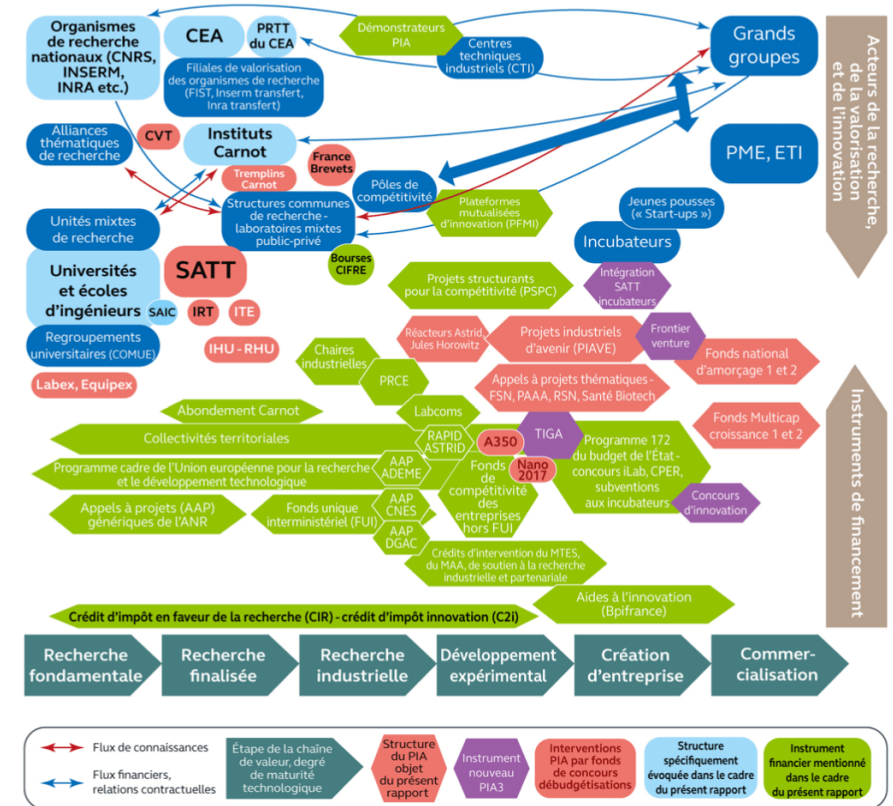 Organismes
de recherche
nationaux (CNRS,
INSERM,
INRA etc.)
CEA
PRTT
du CEA
Démonstrateurs
PIA
Centres
techniques
industriels (CTI)
Grands
groupes
Filiales de valorisation
des organismes de recherche
(FIST, Inserm transfert,
Inra transfert)
Alliances
thématiques
de recherche
CVT
Instituts
Carnot
Tremplins
Carnot
France
Brevets
Pôles de
compétitivité
PME, ETI
Structures communes
de recherche -
laboratoires mixtes
public-privé
Plateformes
mutualisées
d'innovation (PFMI)
Jeunes pousses
(« Start-ups »)
Incubateurs
Unités mixtes
de recherche
Bourses
CIFRE
Universités
et écoles
d'ingénieurs
SATT
SAIC
IRT
ITE
Projets structurants
pour la compétitivité (PSPC)
Intégration
SATT
incubateurs
Regroupements
universitaires (COMUE)
IHU - RHU
Labex, Equipex
Chaires
industrielles
Réacteurs Astrid,
Jules Horowitz
Projets industriels
d'avenir (PIAVE)
Frontier
venture
Fonds national
d'amorçage 1 et 2
PRCE
Appels à projets thématiques -
FSN, PAAA, RSN, Santé Biotech
Abondement Carnot
Labcoms
Fonds Multicap
croissance 1 et 2
Collectivités territoriales
RAPID
ASTRID
A350
TIGA
Programme 172
du budget de l'État -
concours iLab, CPER,
subventions
aux incubateurs
Programme cadre de l'Union européenne pour la recherche
et le développement technologique
AAP
ADEME
Fonds
de
compétitivité
des
entreprises
hors FUI
Nano
2017
Concours
d'innovation
Appels à projets (AAP)
génériques de l'ANR
Fonds unique
interministériel (FUI)
AAP
CNES
AAP
DGAC
Crédits d'intervention du MTES,
du MAA, de soutien à la recherche
industrielle et partenariale
Aides à l'innovation
(Bpifrance)
Crédit d'impôt en faveur de la recherche (CIR) - crédit d'impôt innovation (C2i)
Acteurs de la recherche,
de la valorisation
et de l'innovation
Instruments de financement
Recherche
fondamentale
Recherche
finalisée
Recherche
industrielle
Développement
expérimental
Création
d'entreprise
Commer-
cialisation
Flux de connaissances
Flux financiers,
relations contractuelles
Étape de la chaîne
de valeur, degré
de maturité
technologique
Structure
du PIA
objet
du présent
rapport
Instrument
nouveau
PIA3
Interventions
PIA par fonds
de concours
débudgétisations
Structure
spécifiquement
évoquée dans le cadre
du présent rapport
Instrument
financier mentionné
dans le cadre
du présent rapport